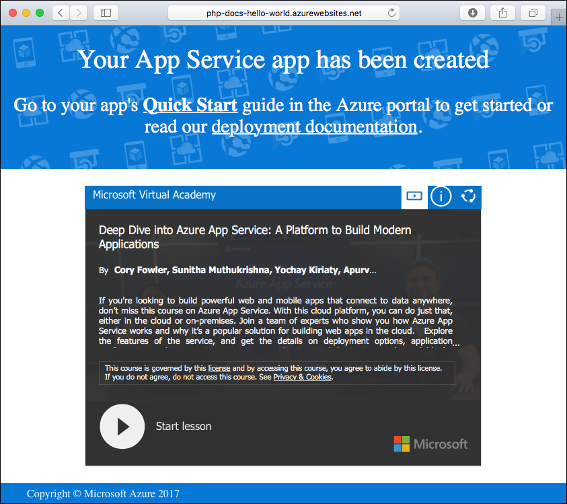 php-docs-hello-world.azurewebsites.net
Your App Service app has been created
Go to your app's Quick Start guide in the Azure portal to get started or
read our deployment documentation.
Microsoft Virtual Academy
Deep Dive into Azure App Service: A Platform to Build Modern
Applications
By Cory Fowler, Sunitha Muthukrishna, Yochay Kiriaty, Apurv...
If you're looking to build powerful web and mobile apps that connect to data anywhere,
don't miss this course on Azure App Service. With this cloud platform, you can do just that,
either in the cloud or on-premises. Join a team of experts who show you how Azure App
Service works and why it's a popular solution for building web apps in the cloud. Explore
the features of the service, and get the details on deployment options, application
This course is governed by this license and by accessing this course, you agree to abide by this license.
If you do not agree, do not access this course. See Privacy & Cookies.
Start lesson
Microsoft
Copyright © Microsoft Azure 2017